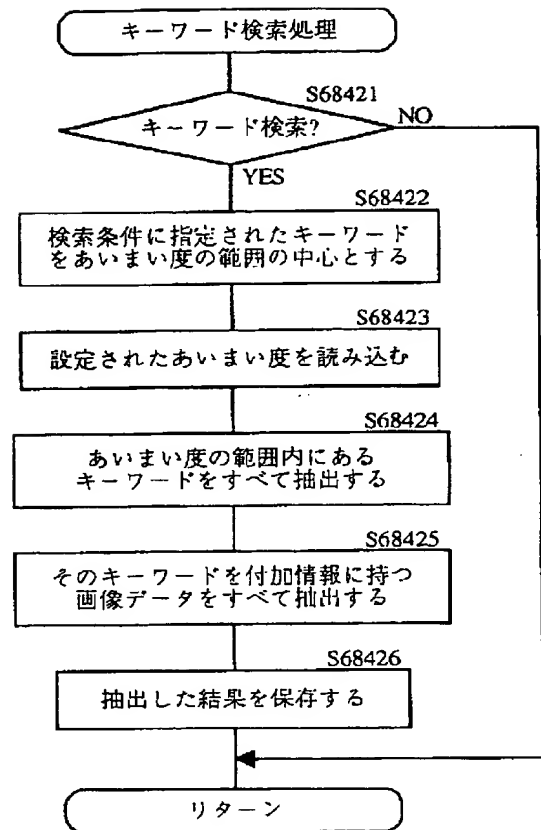 キーワード検索処理
S68421
キーワード検索?
NO
YES
S68422
検索条件に指定されたキーワード
をあいまい度の範囲の中心とする
S68423
設定されたあいまい度を読み込む
S68424
あいまい度の範囲内にある
キーワードをすべて抽出する
S68425
そのキーワードを付加情報に持つ
画像データをすべて抽出する
S68426
抽出した結果を保存する
リターン